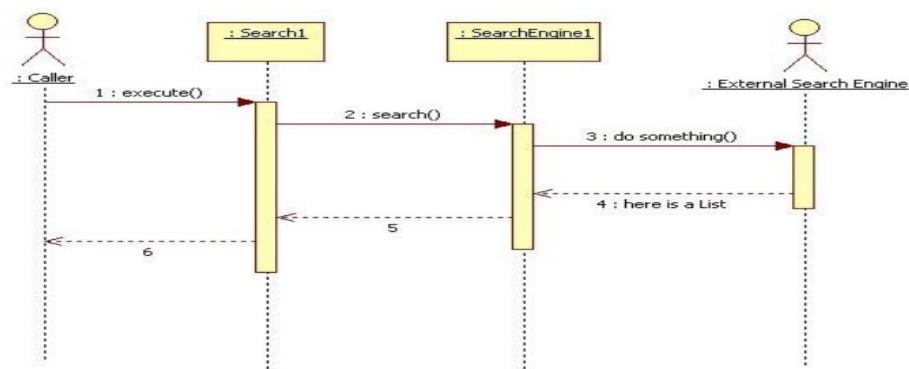 : Search1
: SearchEngine1
: Caller
: External Search Engine
1 : execute()
2 : search()
3 : do something()
4 : here is a List
5
6